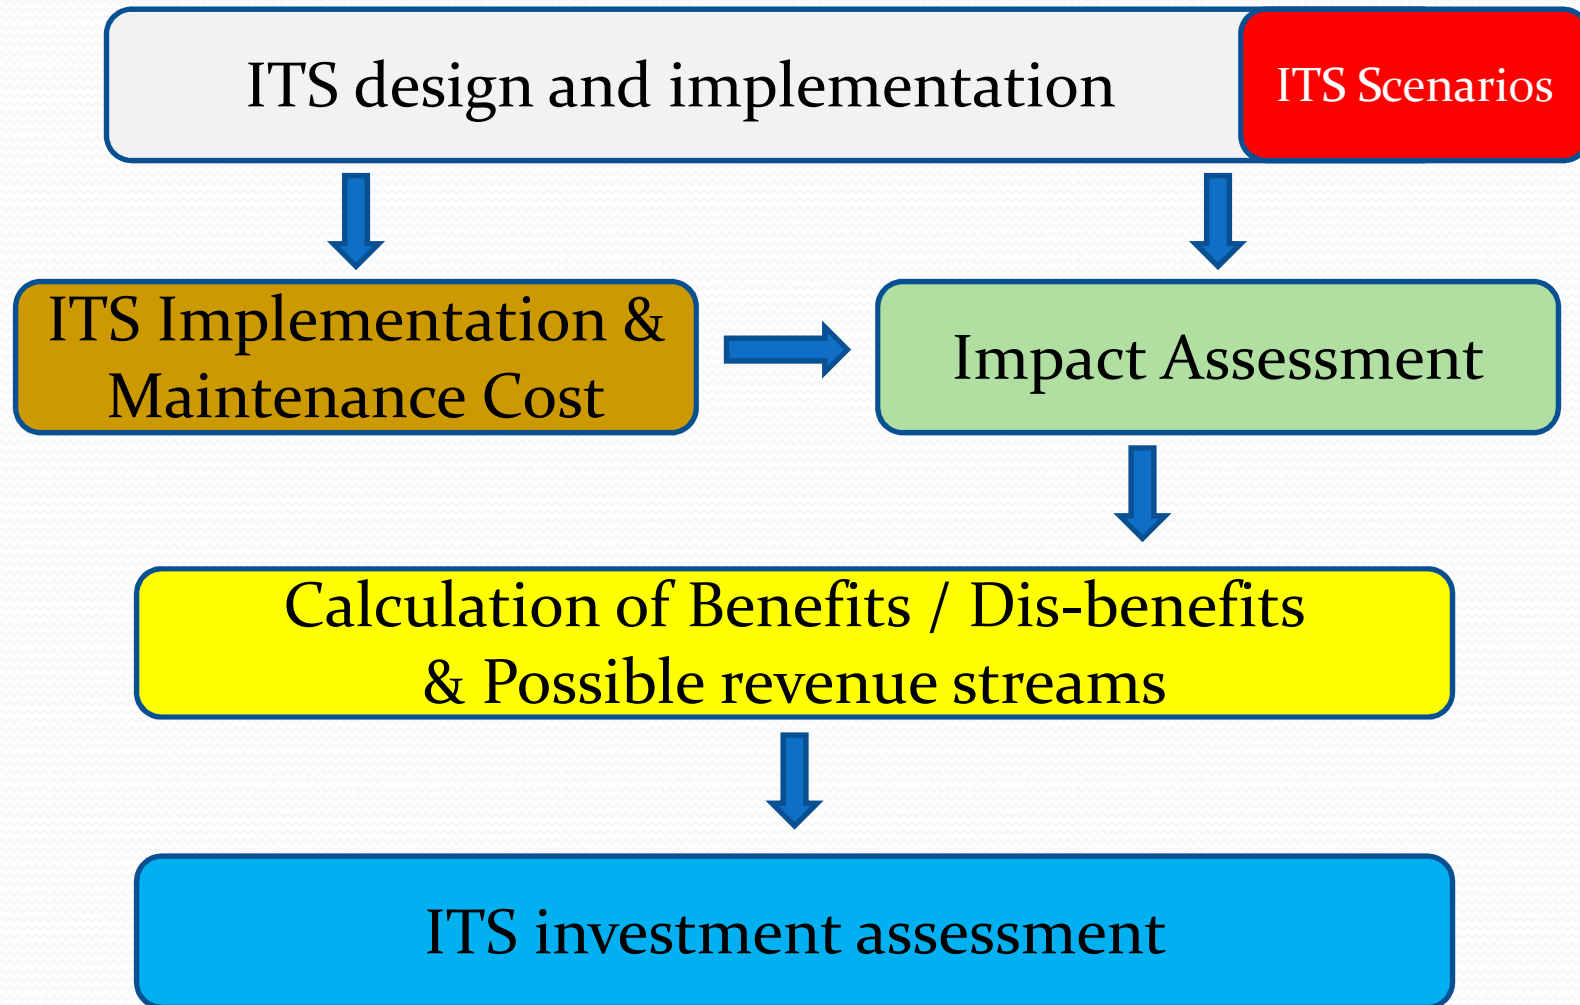 ITS design and implementation
ITS Scenarios
ITS Implementation &
Maintenance Cost
Impact Assessment
Calculation of Benefits / Dis-benefits
& Possible revenue streams
ITS investment assessment